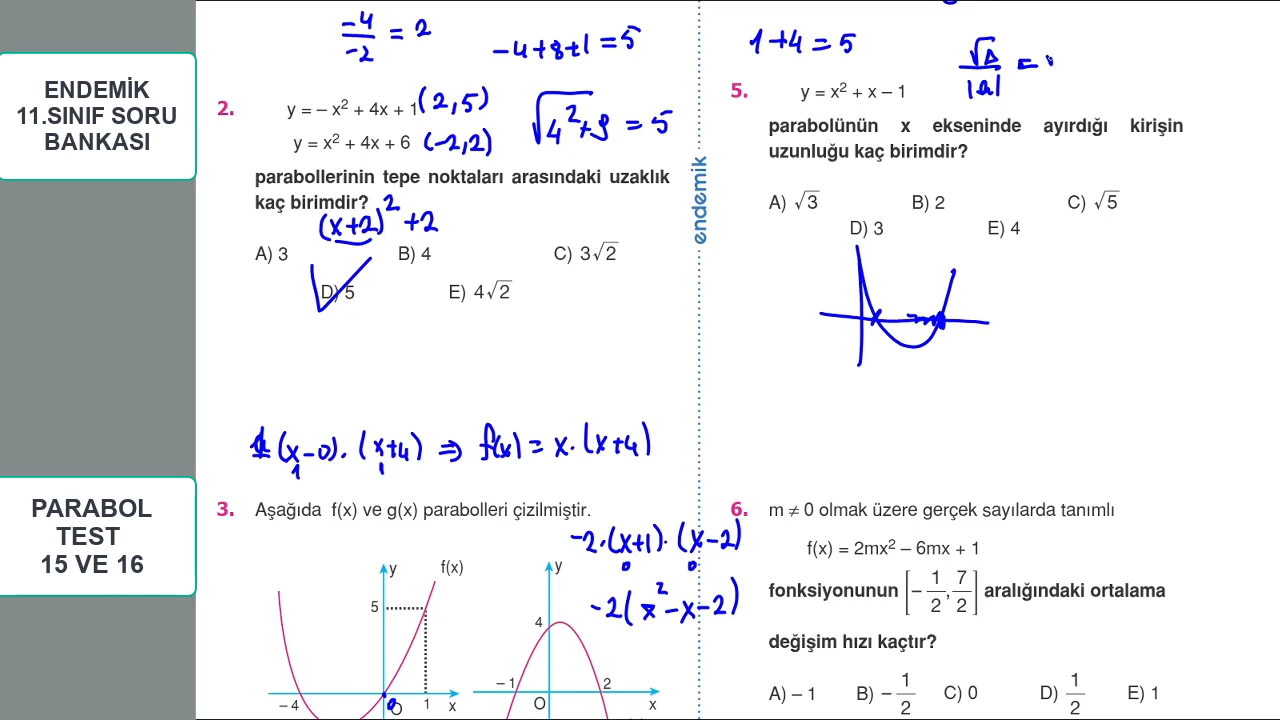 ENDEMİK
11.SINIF SORU
BANKASI
PARABOL
TEST
15 VE 16
-4/-2 = 2
-4+8+1 = 5
2.
y = – x² + 4x + 1 (2,5)
y = x² + 4x + 6 (-2,2)
√4²+9 = 5
parabollerinin tepe noktaları arasındaki uzaklık
kaç birimdir?
(x+2)² +2
A) 3 B) 4 C) 3√2
D) 5 E) 4√2
(x-0).(x+4) ⇒ f(x) = x.(x+4)
3. Aşağıda f(x) ve g(x) parabolleri çizilmiştir.
-2.(x+1).(x-2)
-2(x²-x-2)
y
f(x)
5
– 4
0
O
1
x
y
4
– 1
O
2
x
endemik
1+4 = 5
√Δ/|a| =
5. y = x² + x – 1
parabolünün x ekseninde ayırdığı kirişin
uzunluğu kaç birimdir?
A) √3 B) 2 C) √5
D) 3 E) 4
6. m ≠ 0 olmak üzere gerçek sayılarda tanımlı
f(x) = 2mx² – 6mx + 1
fonksiyonunun [– 1/2, 7/2] aralığındaki ortalama
değişim hızı kaçtır?
A) – 1 B) – 1/2 C) 0 D) 1/2 E) 1